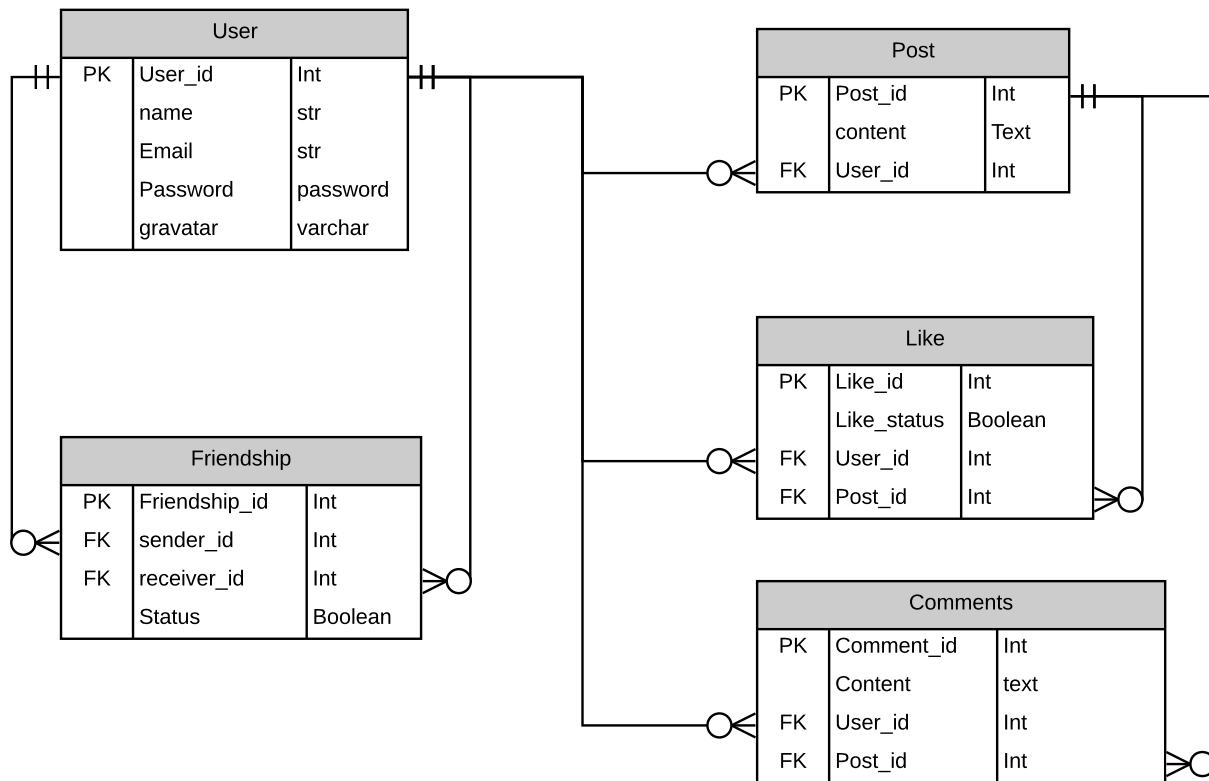 User
PK User_id Int
name str
Email str
Password password
gravatar varchar
Friendship
PK Friendship_id Int
FK sender_id Int
FK receiver_id Int
Status Boolean
Post
PK Post_id Int
content Text
FK User_id Int
Like
PK Like_id Int
Like_status Boolean
FK User_id Int
FK Post_id Int
Comments
PK Comment_id Int
Content text
FK User_id Int
FK Post_id Int